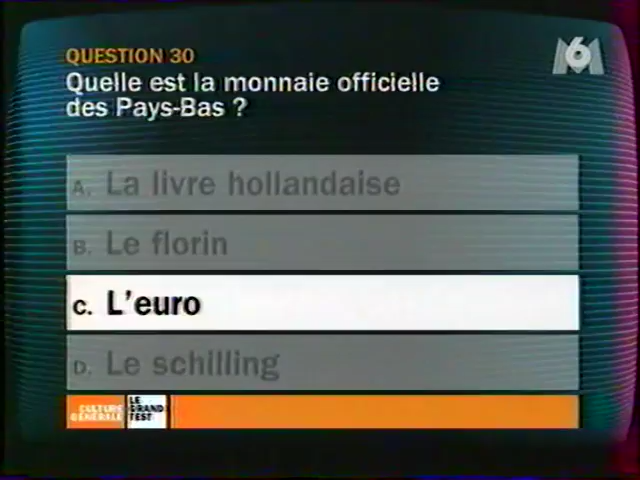 QUESTION 30
Quelle est la monnaie officielle
des Pays-Bas ?
M6
A. La livre hollandaise
B. Le florin
C. L'euro
D. Le schilling
CULTURE
GÉNÉRALE
LE
GRAND
TEST